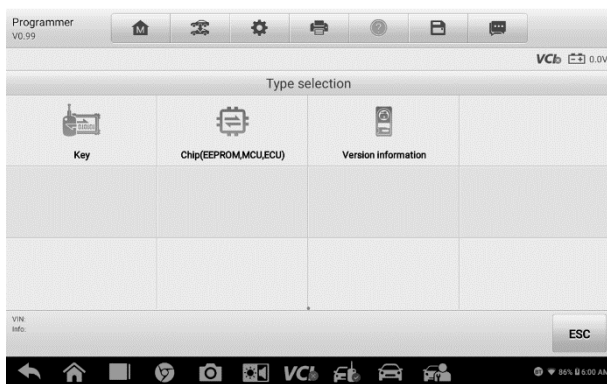 Programmer
V0.99
M
VCI 0.0V
Type selection
Key
Chip(EEPROM,MCU,ECU)
Version information
VIN:
Info:
ESC
VCI
86% 6:00 AM